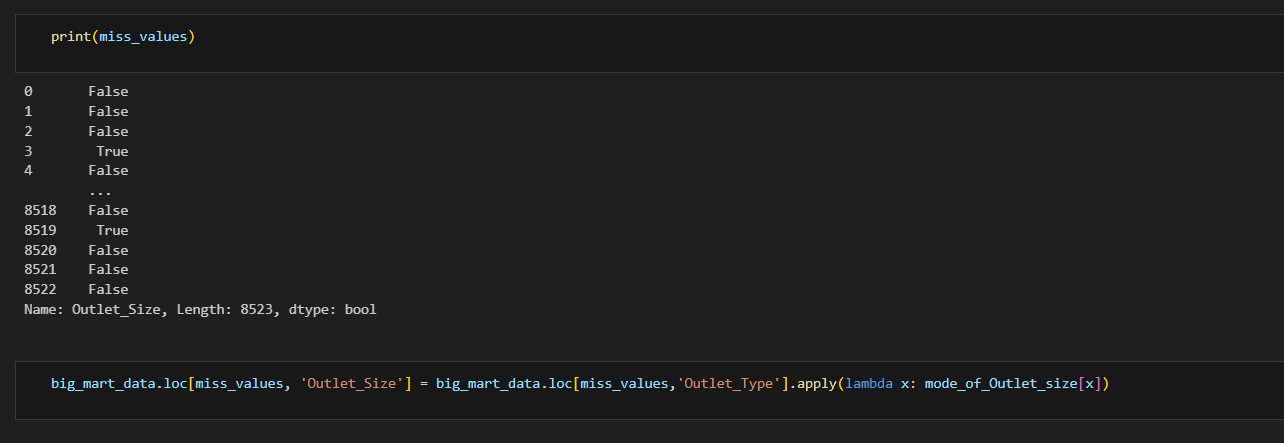 print(miss_values)
0       False
1       False
2       False
3        True
4       False
        ...
8518    False
8519     True
8520    False
8521    False
8522    False
Name: Outlet_Size, Length: 8523, dtype: bool
big_mart_data.loc[miss_values, 'Outlet_Size'] = big_mart_data.loc[miss_values,'Outlet_Type'].apply(lambda x: mode_of_Outlet_size[x])